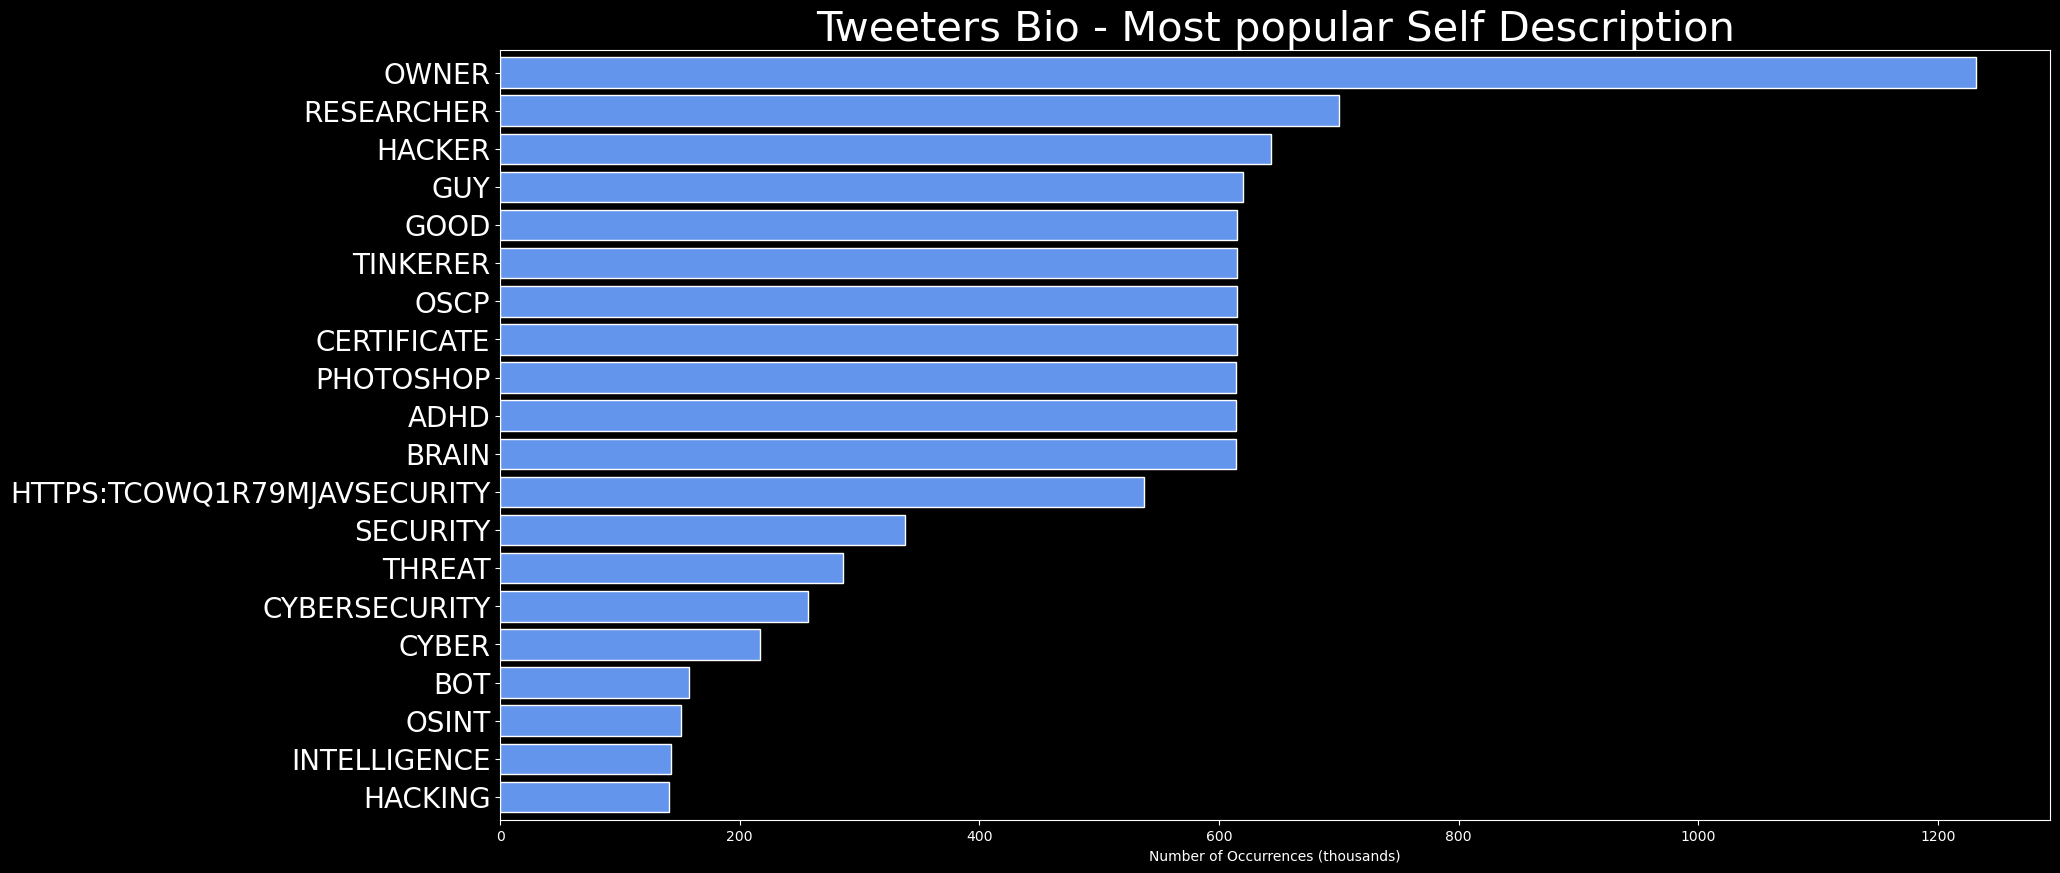 Tweeters Bio - Most popular Self Description
OWNER
RESEARCHER
HACKER
GUY
GOOD
TINKERER
OSCP
CERTIFICATE
PHOTOSHOP
ADHD
BRAIN
HTTPS:TCOWQ1R79MJAVSECURITY
SECURITY
THREAT
CYBERSECURITY
CYBER
BOT
OSINT
INTELLIGENCE
HACKING
0 200 400 600 800 1000 1200
Number of Occurrences (thousands)